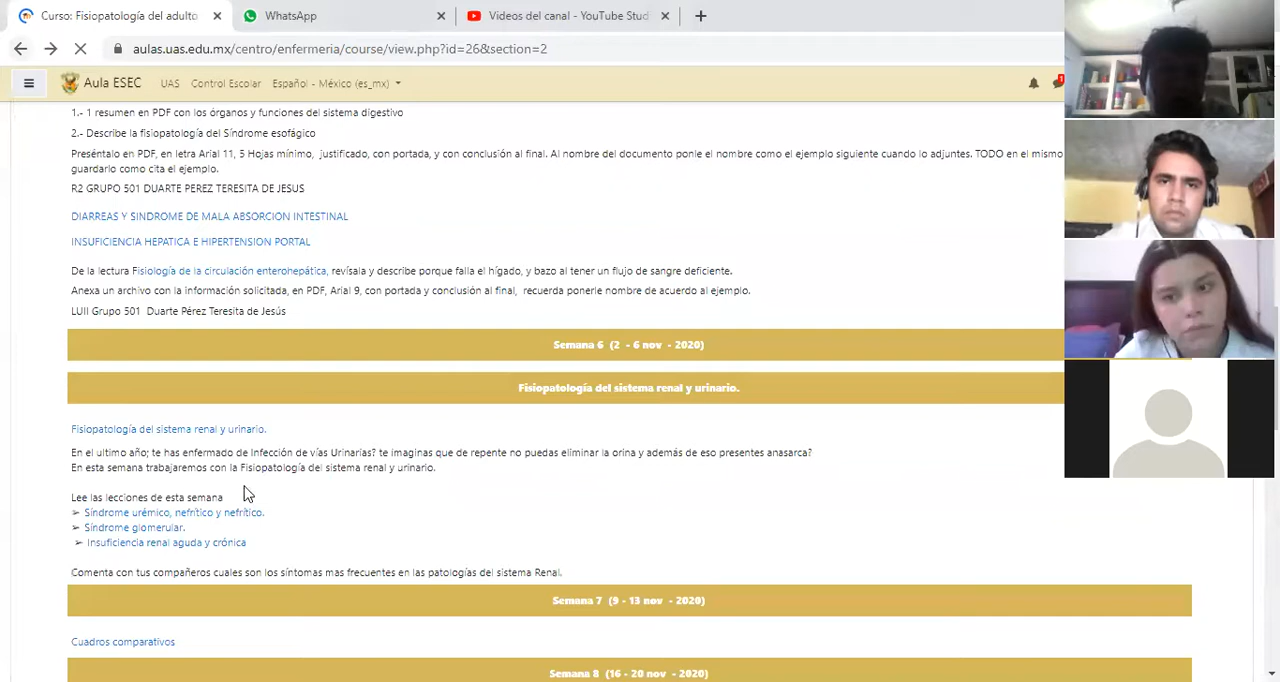 Curso: Fisiopatología del adulto
WhatsApp
Videos del canal - YouTube Stud
aulas.uas.edu.mx/centro/enfermeria/course/view.php?id=26&section=2
Aula ESEC UAS Control Escolar Español - México (es_mx)
1
1.- 1 resumen en PDF con los órganos y funciones del sistema digestivo
2.- Describe la fisiopatología del Síndrome esofágico
Preséntalo en PDF, en letra Arial 11, 5 Hojas mínimo, justificado, con portada, y con conclusión al final. Al nombre del documento ponle el nombre como el ejemplo siguiente cuando lo adjuntes. TODO en el mismo
guardarlo como cita el ejemplo.
R2 GRUPO 501 DUARTE PEREZ TERESITA DE JESUS
DIARREAS Y SINDROME DE MALA ABSORCION INTESTINAL
INSUFICIENCIA HEPATICA E HIPERTENSION PORTAL
De la lectura Fisiología de la circulación enterohepática, revísala y describe porque falla el hígado, y bazo al tener un flujo de sangre deficiente.
Anexa un archivo con la información solicitada, en PDF, Arial 9, con portada y conclusión al final, recuerda ponerle nombre de acuerdo al ejemplo.
LUII Grupo 501 Duarte Pérez Teresita de Jesús
Semana 6 (2 - 6 nov - 2020)
Fisiopatología del sistema renal y urinario.
Fisiopatología del sistema renal y urinario.
En el ultimo año; te has enfermado de Infección de vías Urinarias? te imaginas que de repente no puedas eliminar la orina y además de eso presentes anasarca?
En esta semana trabajaremos con la Fisiopatología del sistema renal y urinario.
Lee las lecciones de esta semana
➢ Síndrome urémico, nefrítico y nefrítico.
➢ Síndrome glomerular.
➢ Insuficiencia renal aguda y crónica
Comenta con tus compañeros cuales son los síntomas mas frecuentes en las patologías del sistema Renal.
Semana 7 (9 - 13 nov - 2020)
Cuadros comparativos
Semana 8 (16 - 20 nov - 2020)